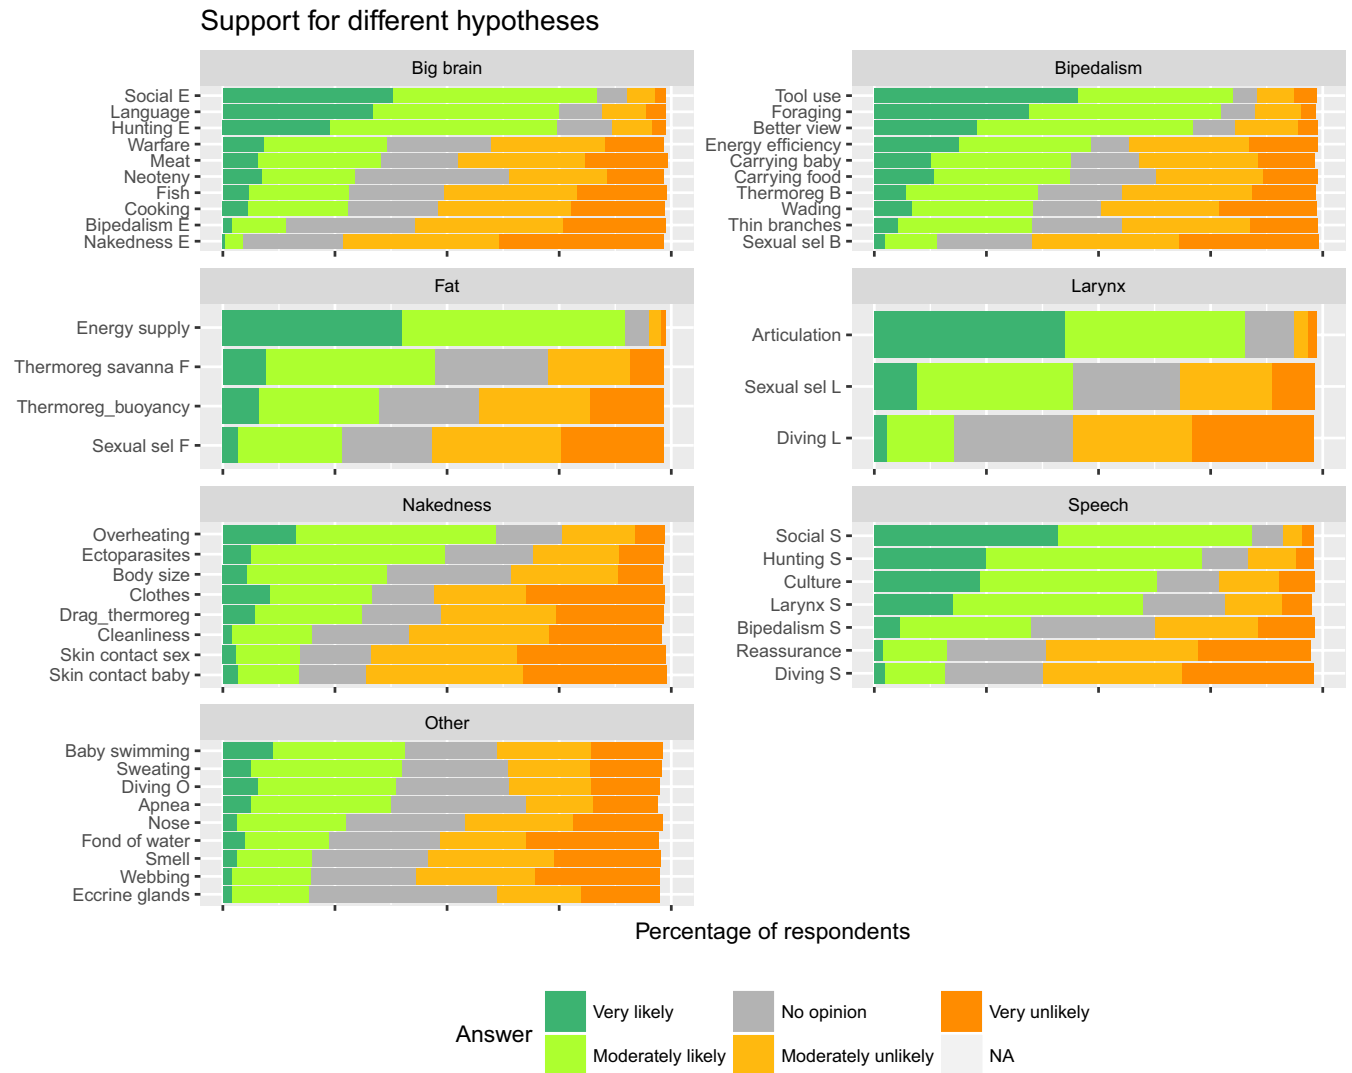 Support for different hypotheses
Big brain
Social E
Language
Hunting E
Warfare
Meat
Neoteny
Fish
Cooking
Bipedalism E
Nakedness E
Bipedalism
Tool use
Foraging
Better view
Energy efficiency
Carrying baby
Carrying food
Thermoreg B
Wading
Thin branches
Sexual sel B
Fat
Energy supply
Thermoreg savanna F
Thermoreg_buoyancy
Sexual sel F
Larynx
Articulation
Sexual sel L
Diving L
Nakedness
Overheating
Ectoparasites
Body size
Clothes
Drag_thermoreg
Cleanliness
Skin contact sex
Skin contact baby
Speech
Social S
Hunting S
Culture
Larynx S
Bipedalism S
Reassurance
Diving S
Other
Baby swimming
Sweating
Diving O
Apnea
Nose
Fond of water
Smell
Webbing
Eccrine glands
Percentage of respondents
Answer
Very likely
No opinion
Very unlikely
Moderately likely
Moderately unlikely
NA